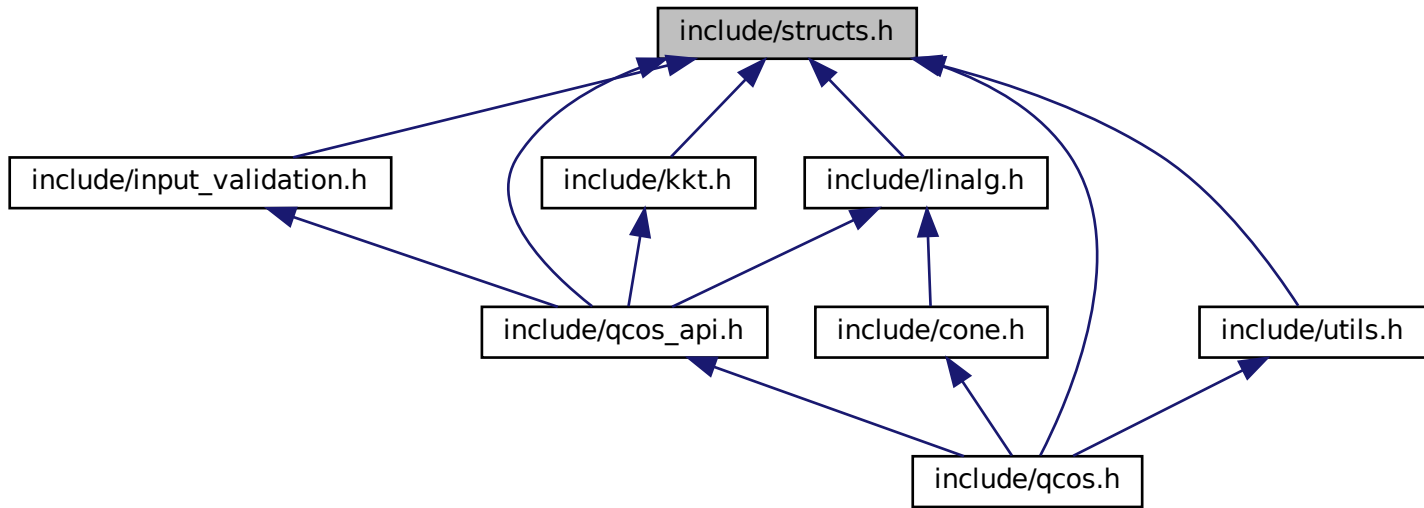 include/structs.h
include/input_validation.h
include/kkt.h
include/linalg.h
include/qcos_api.h
include/cone.h
include/utils.h
include/qcos.h